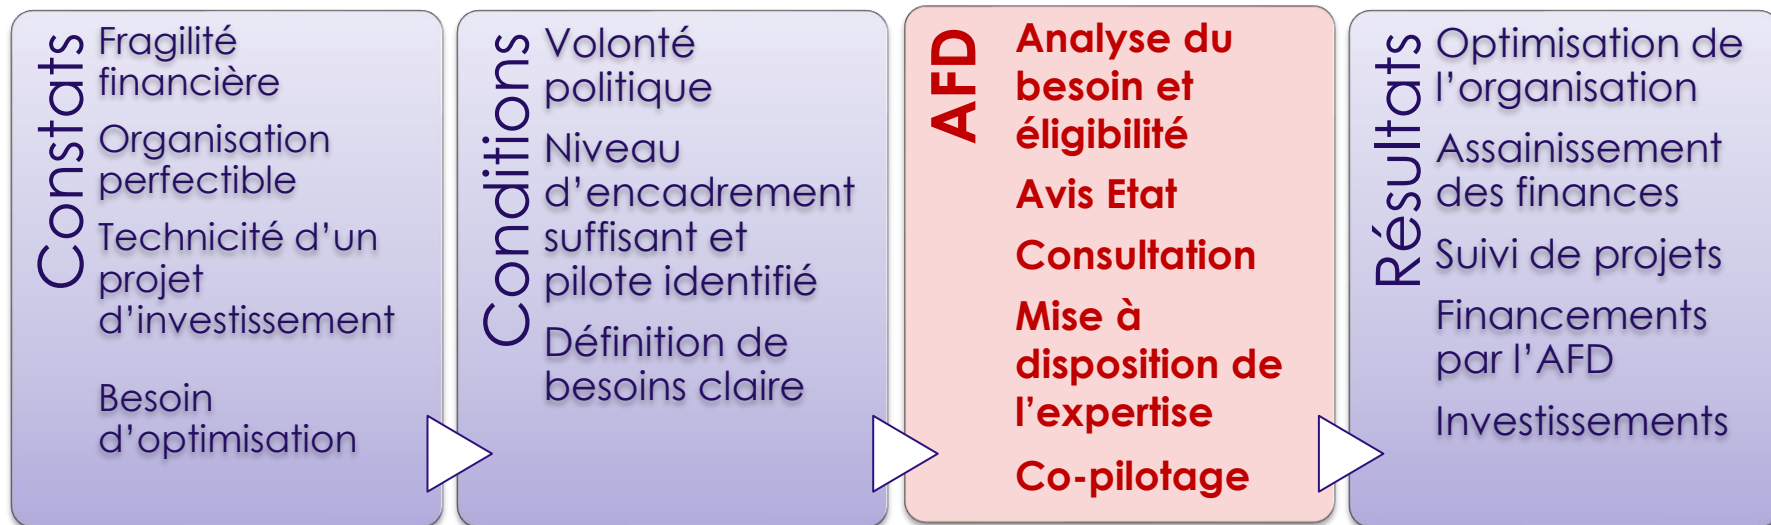 Constats
Fragilité
financière
Organisation
perfectible
Technicité d’un
projet
d’investissement
Besoin
d’optimisation
Conditions
Volonté
politique
Niveau
d’encadrement
suffisant et
pilote identifié
Définition de
besoins claire
AFD
Analyse du
besoin et
éligibilité
Avis Etat
Consultation
Mise à
disposition de
l’expertise
Co-pilotage
Résultats
Optimisation de
l’organisation
Assainissement
des finances
Suivi de projets
Financements
par l’AFD
Investissements